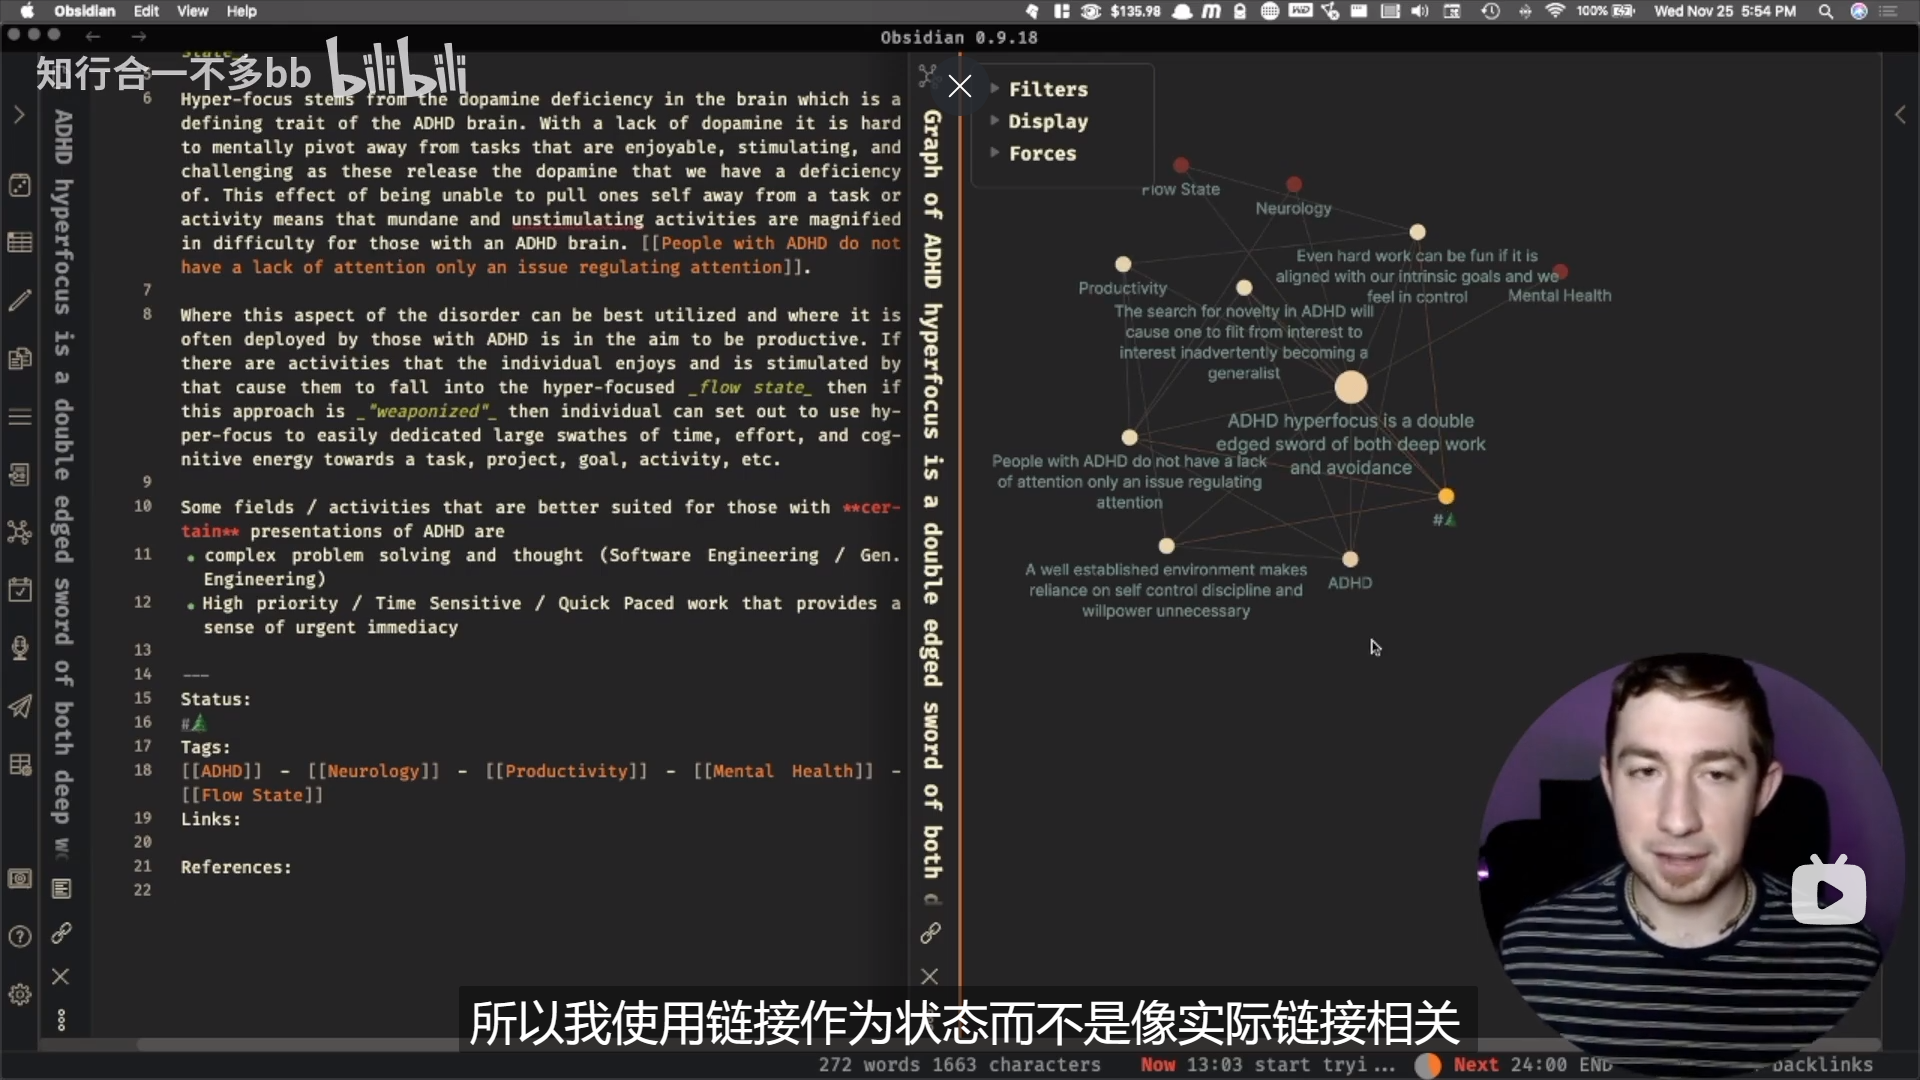 Obsidian Edit View Help
$135.98
100%
Wed Nov 25 5:54 PM
Obsidian 0.9.18
知行合一不多bb bilibili
State_
6 Hyper-focus stems from the dopamine deficiency in the brain which is a
defining trait of the ADHD brain. With a lack of dopamine it is hard
to mentally pivot away from tasks that are enjoyable, stimulating, and
challenging as these release the dopamine that we have a deficiency
of. This effect of being unable to pull ones self away from a task or
activity means that mundane and unstimulating activities are magnified
in difficulty for those with an ADHD brain. [[People with ADHD do not
have a lack of attention only an issue regulating attention]].
7
8 Where this aspect of the disorder can be best utilized and where it is
often deployed by those with ADHD is in the aim to be productive. If
there are activities that the individual enjoys and is stimulated by
that cause them to fall into the hyper-focused _flow state_ then if
this approach is _"weaponized"_ then individual can set out to use hy-
per-focus to easily dedicated large swathes of time, effort, and cog-
nitive energy towards a task, project, goal, activity, etc.
9
10 Some fields / activities that are better suited for those with **cer-
tain** presentations of ADHD are
11 • complex problem solving and thought (Software Engineering / Gen.
Engineering)
12 • High priority / Time Sensitive / Quick Paced work that provides a
sense of urgent immediacy
13
14 ---
15 Status:
16 #🌲
17 Tags:
18 [[ADHD]] - [[Neurology]] - [[Productivity]] - [[Mental Health]] -
[[Flow State]]
19 Links:
20
21 References:
22
ADHD hyperfocus is a double edged sword of both deep
Graph of ADHD hyperfocus is a double edged sword of both
Filters
Display
Forces
Flow State
Neurology
Even hard work can be fun if it is
aligned with our intrinsic goals and we
feel in control
Mental Health
Productivity
The search for novelty in ADHD will
cause one to flit from interest to
interest inadvertently becoming a
generalist
ADHD hyperfocus is a double
edged sword of both deep work
and avoidance
People with ADHD do not have a lack
of attention only an issue regulating
attention
#🌲
A well established environment makes
reliance on self control discipline and
willpower unnecessary
ADHD
所以我使用链接作为状态而不是像实际链接相关
272 words 1663 characters
Now 13:03 start tryi...
Next 24:00 END
backlinks